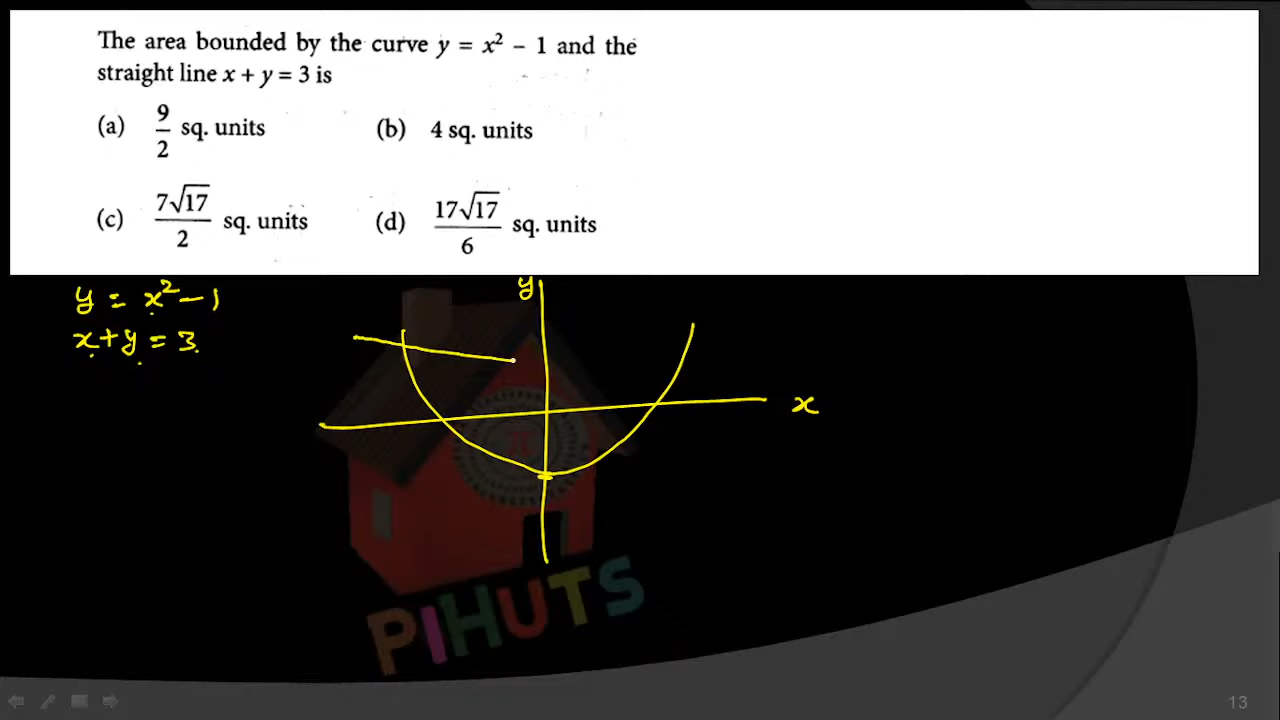 The area bounded by the curve y = x² − 1 and the
straight line x + y = 3 is
(a) 9/2 sq. units (b) 4 sq. units
(c) 7√17/2 sq. units (d) 17√17/6 sq. units
y = x² − 1
x + y = 3
y
x
PIHUTS
13